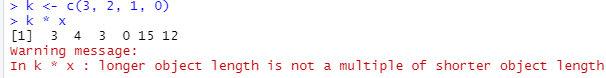 > k <- c(3, 2, 1, 0)
> k * x
[1]  3  4  3  0 15 12
Warning message:
In k * x : longer object length is not a multiple of shorter object length